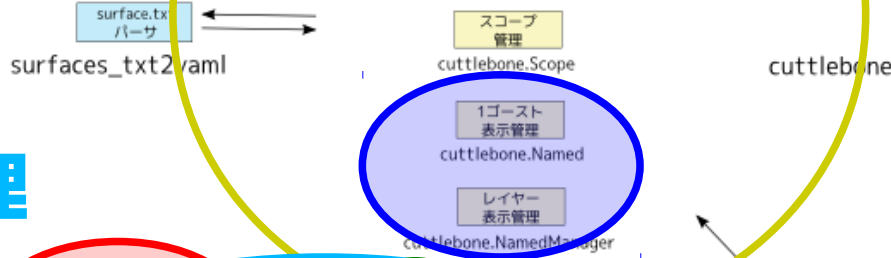 surface.txt
パーサ
surfaces_txt2yaml
スコープ
管理
cuttlebone.Scope
cuttlebone
1ゴースト
表示管理
cuttlebone.Named
レイヤー
表示管理
cuttlebone.NamedManager